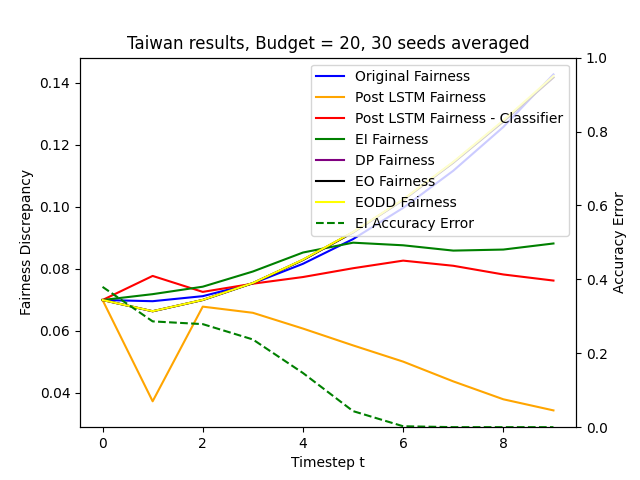 Taiwan results, Budget = 20, 30 seeds averaged
Original Fairness
Post LSTM Fairness
Post LSTM Fairness - Classifier
EI Fairness
DP Fairness
EO Fairness
EODD Fairness
EI Accuracy Error
Fairness Discrepancy
0.14
0.12
0.10
0.08
0.06
0.04
1.0
0.8
0.6
0.4
0.2
0.0
Accuracy Error
0 2 4 6 8
Timestep t